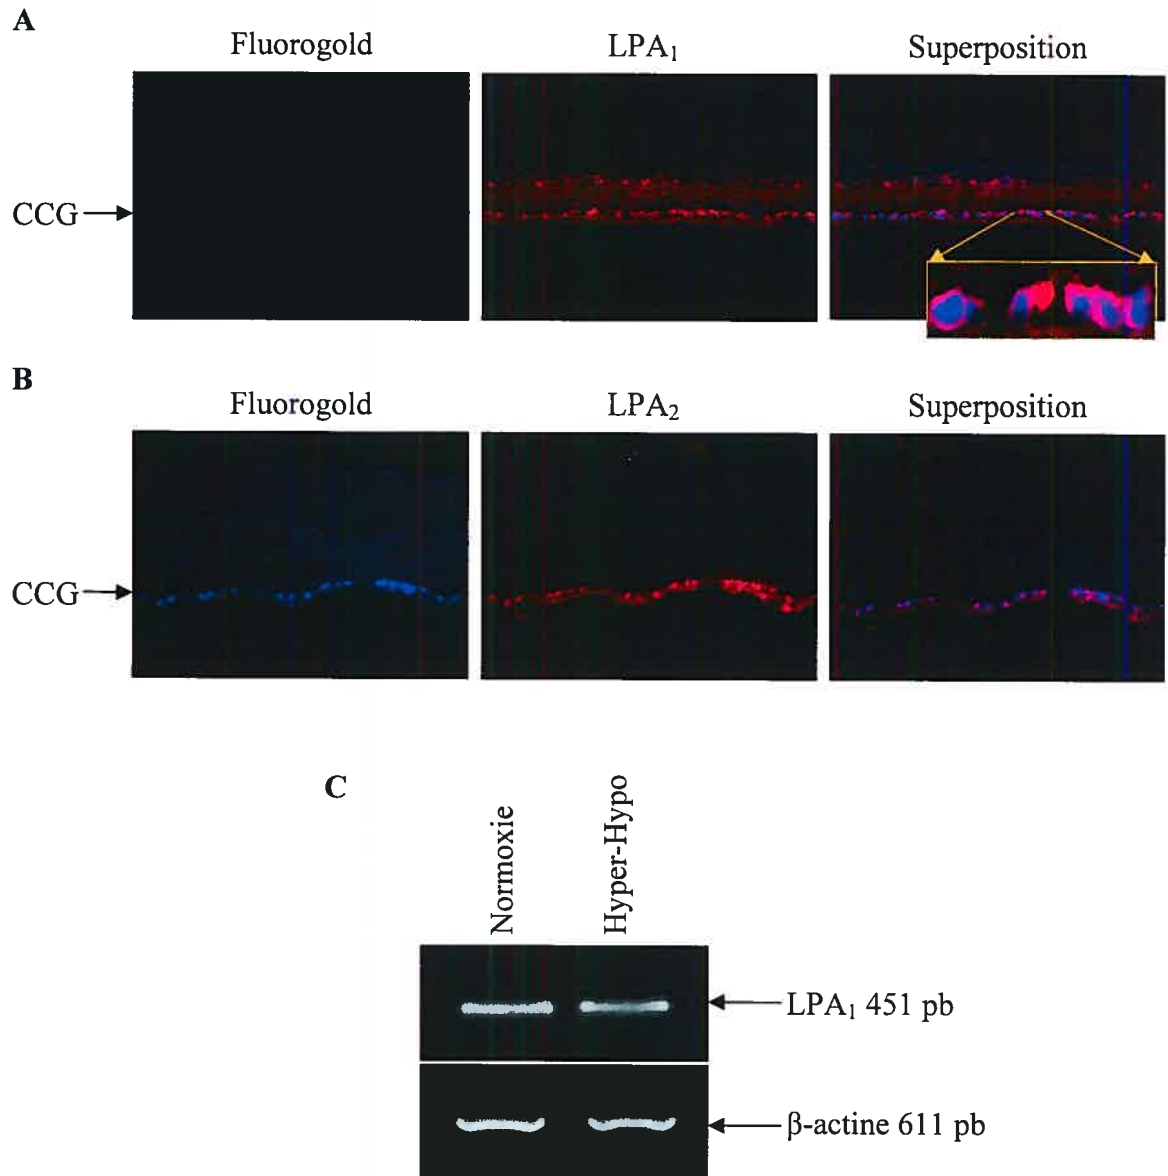 A
Fluorogold LPA₁ Superposition
CCG
B
Fluorogold LPA₂ Superposition
CCG
C
Normoxie Hyper-Hypo
LPA₁ 451 pb
β-actine 611 pb